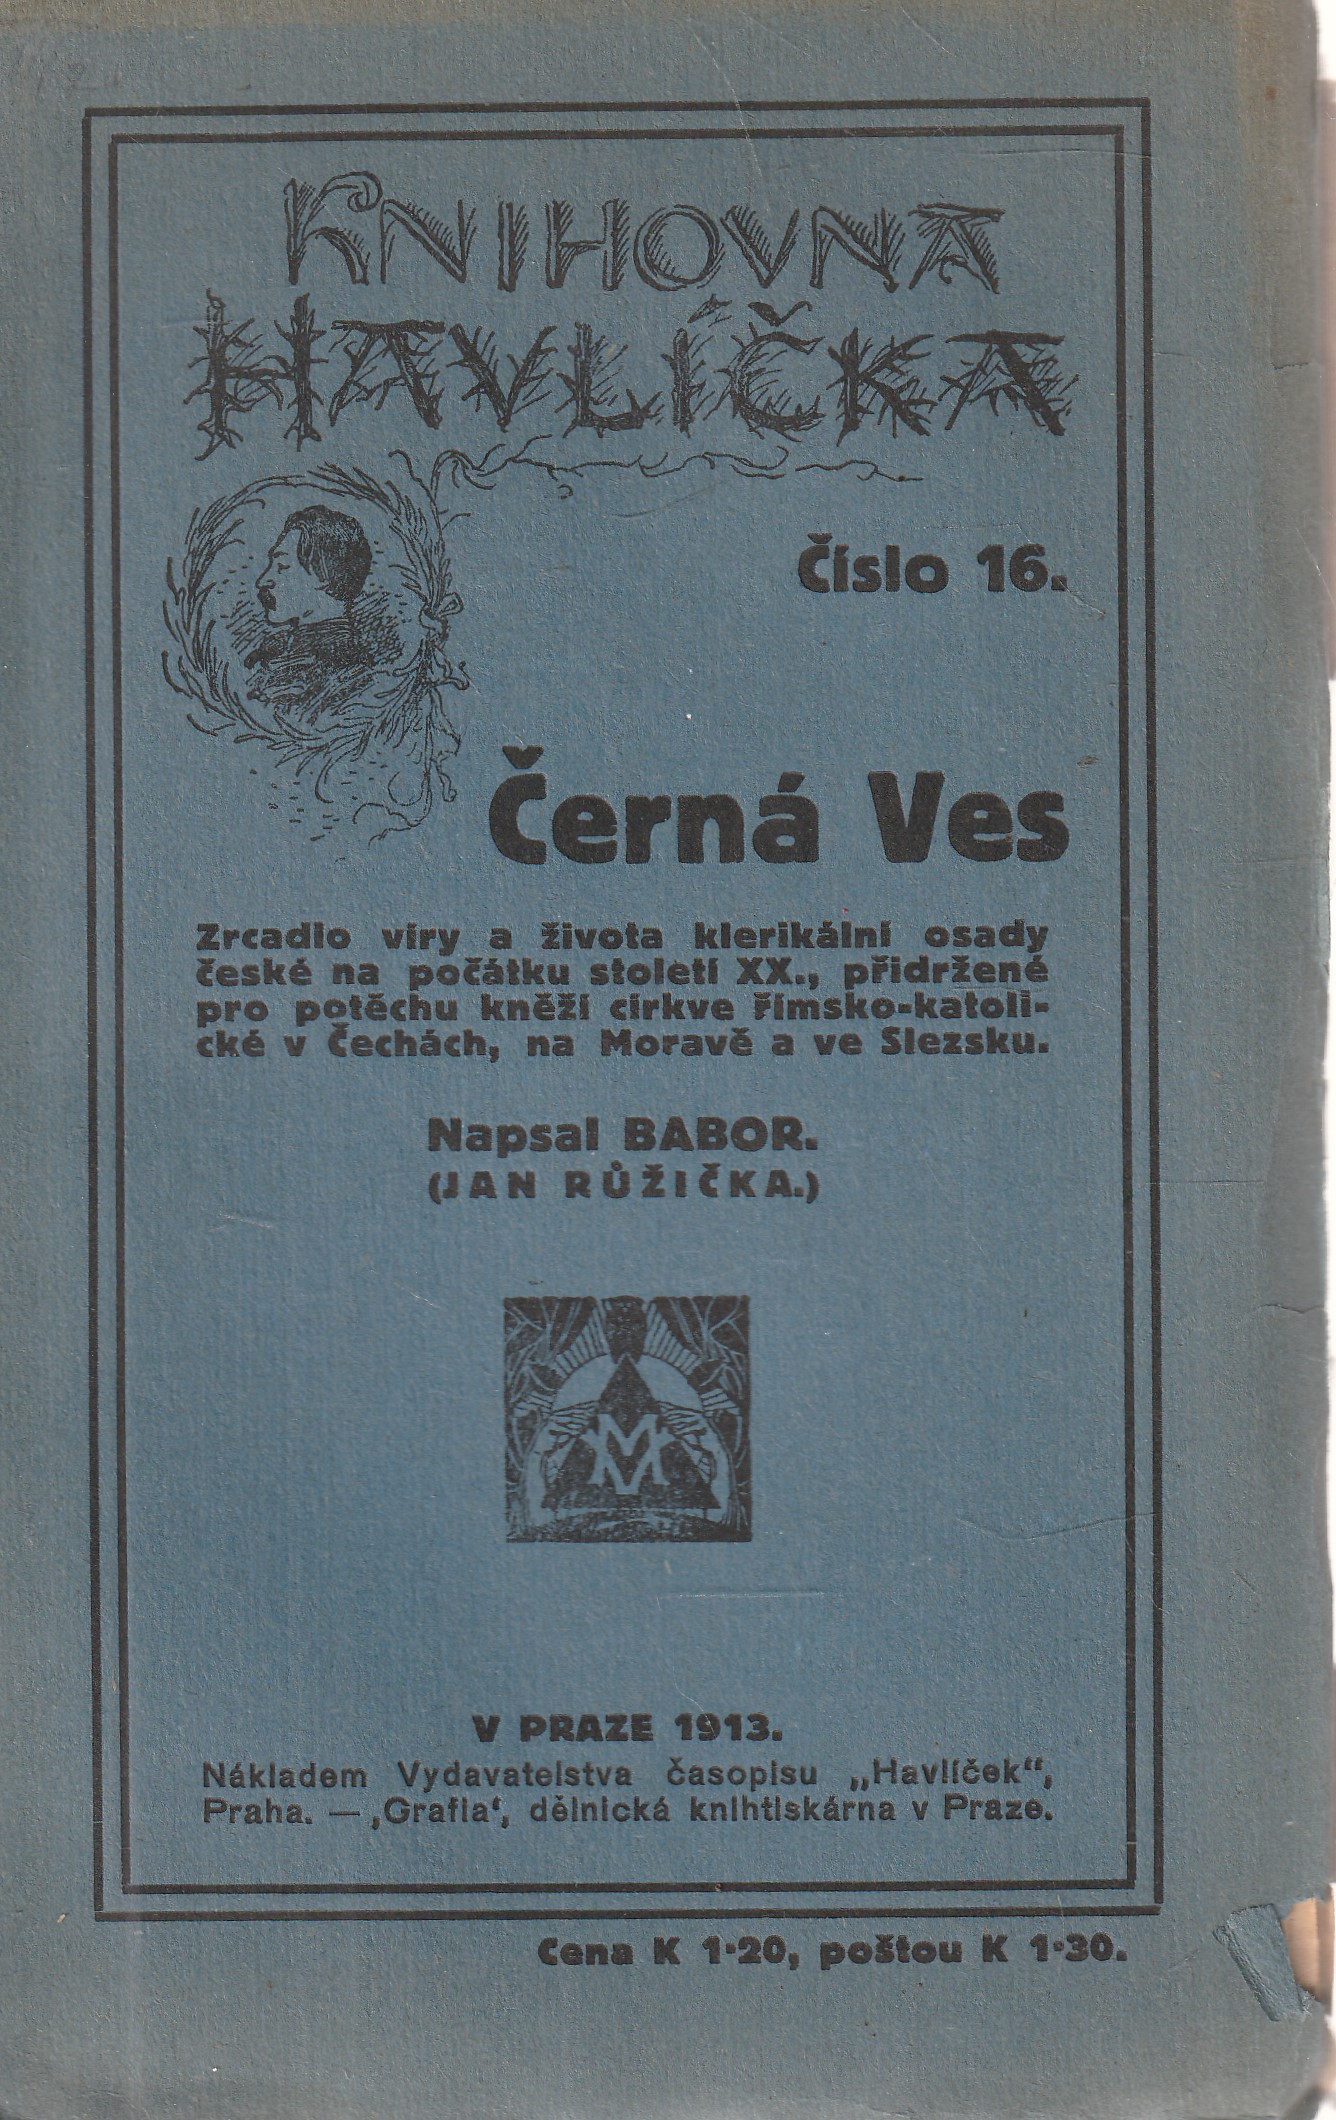 KNIHOVNA
HAVLÍČKA
Číslo 16.
Černá Ves
Zrcadlo víry a života klerikální osady
české na počátku století XX., přidržené
pro potěchu kněží církve římsko-katoli-
cké v Čechách, na Moravě a ve Slezsku.
Napsal BABOR.
(JAN RŮŽIČKA.)
MV
V PRAZE 1913.
Nákladem Vydavatelstva časopisu „Havlíček“,
Praha. — ‚Grafia‘, dělnická knihtiskárna v Praze.
Cena K 1·20, poštou K 1·30.